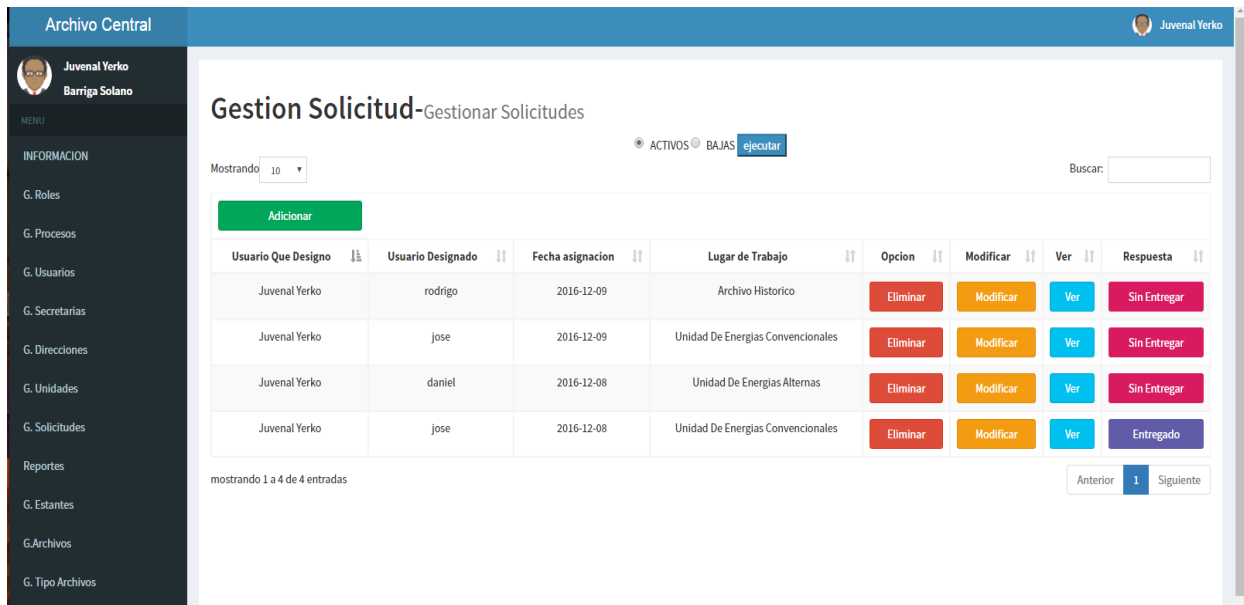 Archivo Central
Juvenal Yerko
Juvenal Yerko
Barriga Solano
MENU
INFORMACION
G. Roles
G. Procesos
G. Usuarios
G. Secretarias
G. Direcciones
G. Unidades
G. Solicitudes
Reportes
G. Estantes
G.Archivos
G. Tipo Archivos
Gestion Solicitud-Gestionar Solicitudes
ACTIVOS BAJAS ejecutar
Mostrando 10 Buscar:
Adicionar
Usuario Que Designo Usuario Designado Fecha asignacion Lugar de Trabajo Opcion Modificar Ver Respuesta
Juvenal Yerko rodrigo 2016-12-09 Archivo Historico Eliminar Modificar Ver Sin Entregar
Juvenal Yerko jose 2016-12-09 Unidad De Energias Convencionales Eliminar Modificar Ver Sin Entregar
Juvenal Yerko daniel 2016-12-08 Unidad De Energias Alternas Eliminar Modificar Ver Sin Entregar
Juvenal Yerko jose 2016-12-08 Unidad De Energias Convencionales Eliminar Modificar Ver Entregado
mostrando 1 a 4 de 4 entradas Anterior 1 Siguiente